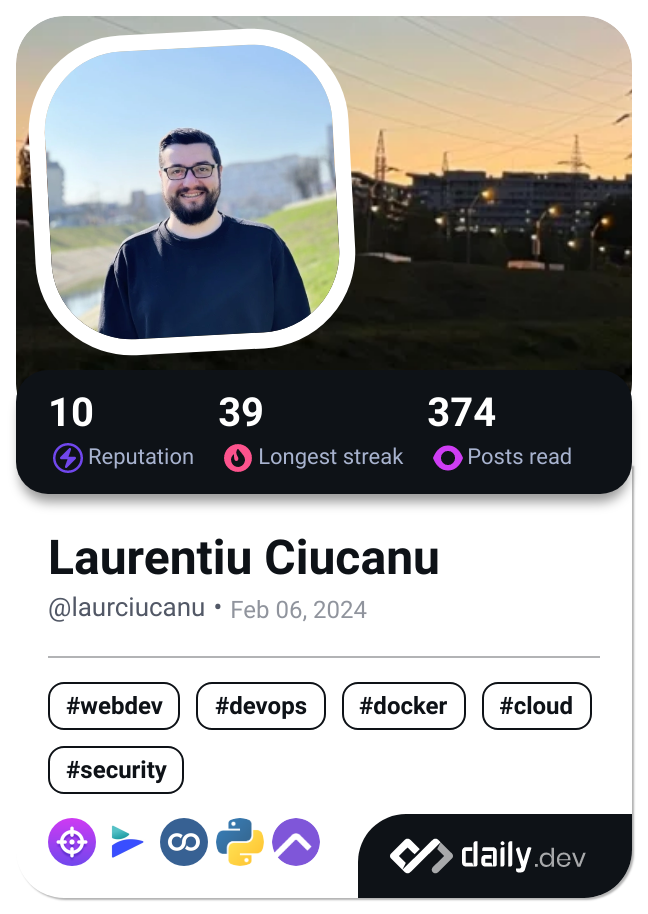 10 39 374
Reputation Longest streak Posts read
Laurentiu Ciucanu
@laurciucanu • Feb 06, 2024
#webdev #devops #docker #cloud
#security
daily.dev